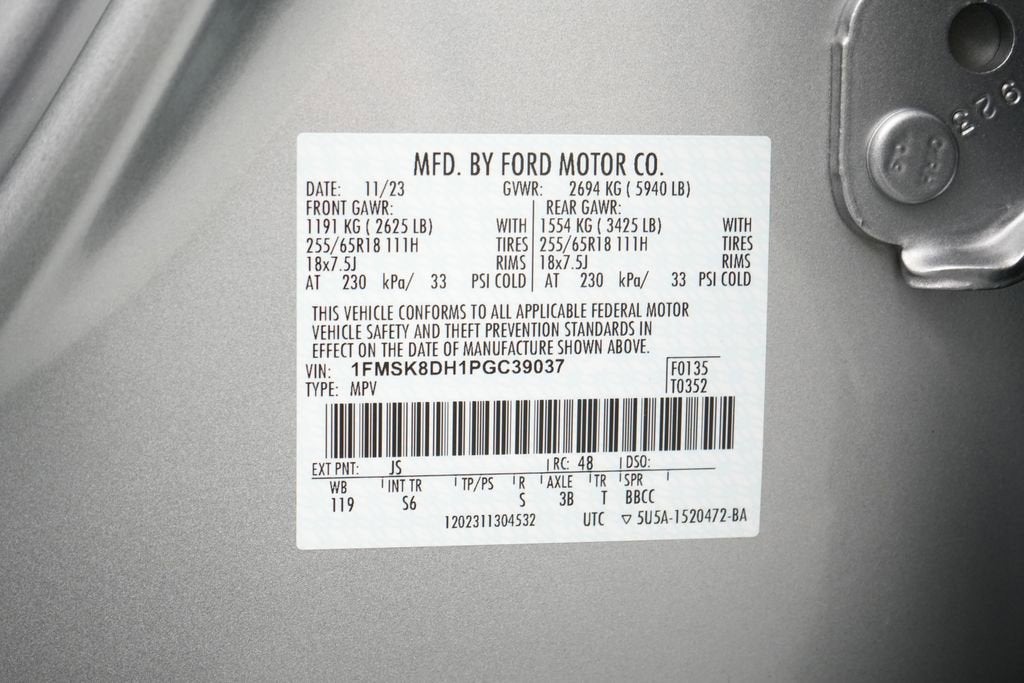 923
MFD. BY FORD MOTOR CO.
DATE: 11/23 GVWR: 2694 KG ( 5940 LB)
FRONT GAWR: REAR GAWR:
1191 KG ( 2625 LB) WITH 1554 KG ( 3425 LB) WITH
255/65R18 111H TIRES 255/65R18 111H TIRES
18x7.5J RIMS 18x7.5J RIMS
AT 230 kPa/ 33 PSI COLD AT 230 kPa/ 33 PSI COLD
THIS VEHICLE CONFORMS TO ALL APPLICABLE FEDERAL MOTOR
VEHICLE SAFETY AND THEFT PREVENTION STANDARDS IN
EFFECT ON THE DATE OF MANUFACTURE SHOWN ABOVE.
VIN: 1FMSK8DH1PGC39037 F0135
TYPE: MPV T0352
EXT PNT: JS RC: 48 DSO:
WB INT TR TP/PS R AXLE TR SPR
119 S6 S 3B T BBCC
1202311304532 UTC ▽ 5U5A-1520472-BA